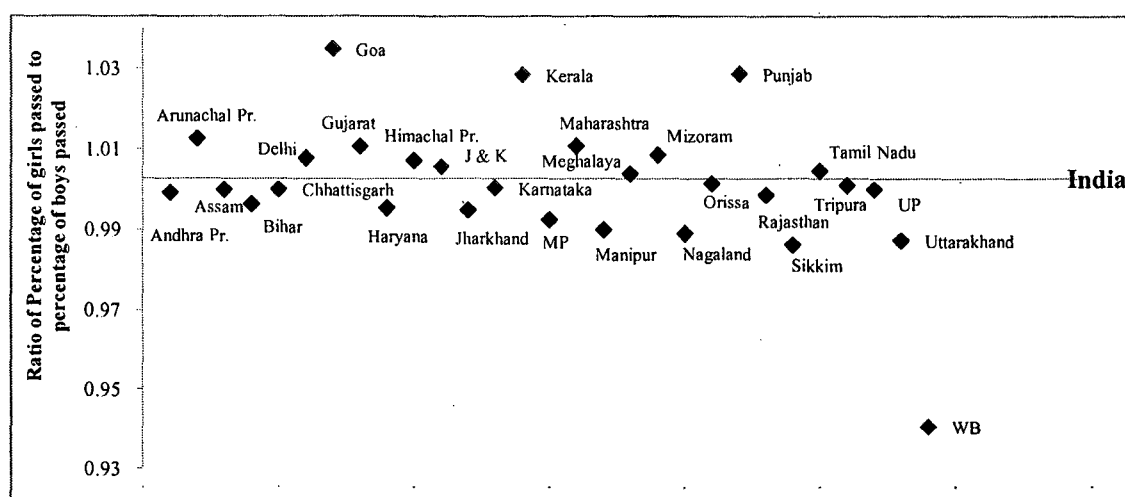 Ratio of Percentage of girls passed to
percentage of boys passed
1.03
1.01
0.99
0.97
0.95
0.93
Goa
Kerala
Punjab
Arunachal Pr.
Gujarat
Himachal Pr.
Maharashtra
Mizoram
Delhi
J & K
Meghalaya
Tamil Nadu
India
Assam
Chhattisgarh
Karnataka
Orissa
Tripura
UP
Andhra Pr.
Bihar
Haryana
Jharkhand
MP
Manipur
Nagaland
Rajasthan
Sikkim
Uttarakhand
WB